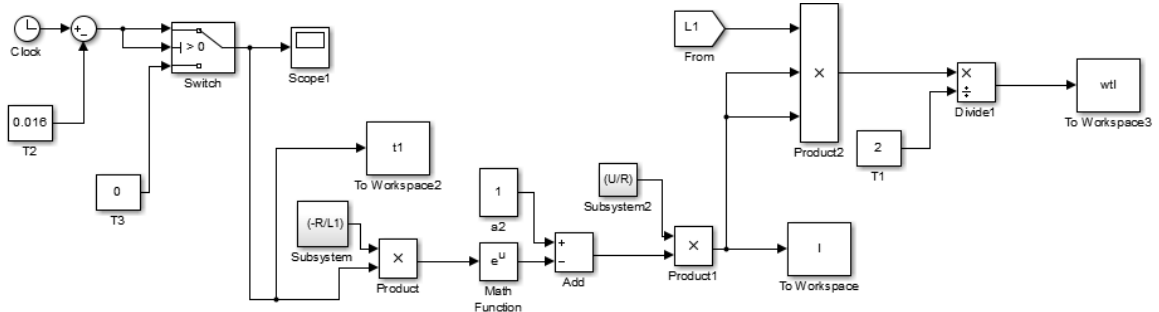 Clock
+
−
> 0
Switch
Scope1
0.016
T2
0
T3
t1
To Workspace2
(-R/L1)
Subsystem
×
Product
1
a2
e^u
Math
Function
+
−
Add
(U/R)
Subsystem2
×
Product1
L1
From
×
Product2
2
T1
×
÷
Divide1
wtl
To Workspace3
I
To Workspace